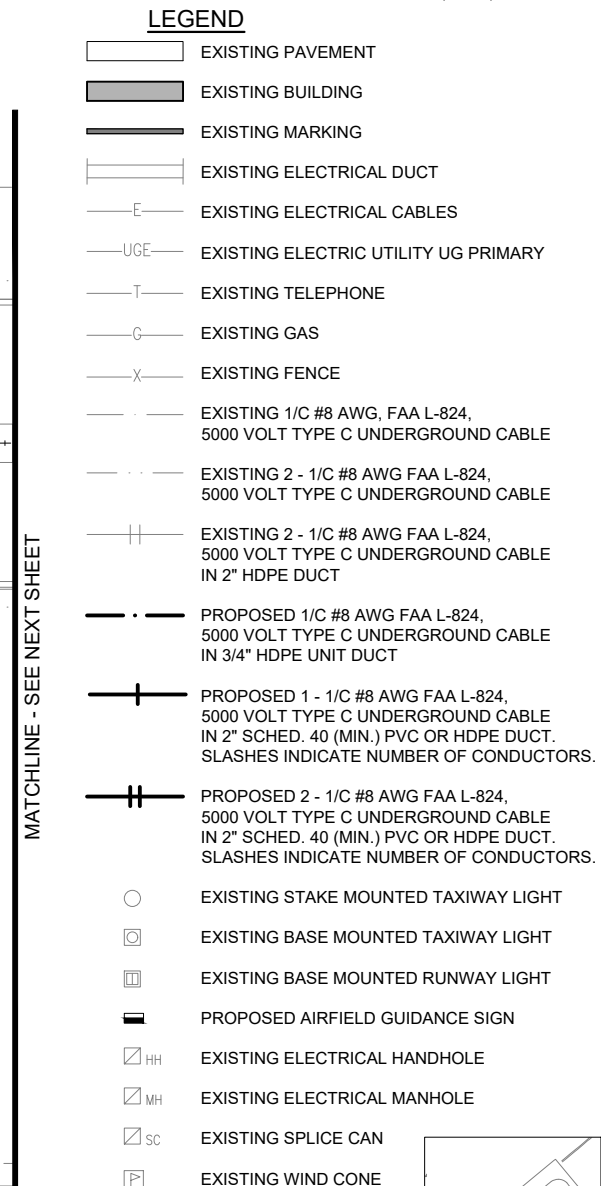 LEGEND
EXISTING PAVEMENT
EXISTING BUILDING
EXISTING MARKING
EXISTING ELECTRICAL DUCT
E EXISTING ELECTRICAL CABLES
UGE EXISTING ELECTRIC UTILITY UG PRIMARY
T EXISTING TELEPHONE
G EXISTING GAS
X EXISTING FENCE
EXISTING 1/C #8 AWG, FAA L-824,
5000 VOLT TYPE C UNDERGROUND CABLE
EXISTING 2 - 1/C #8 AWG FAA L-824,
5000 VOLT TYPE C UNDERGROUND CABLE
EXISTING 2 - 1/C #8 AWG FAA L-824,
5000 VOLT TYPE C UNDERGROUND CABLE
IN 2" HDPE DUCT
PROPOSED 1/C #8 AWG FAA L-824,
5000 VOLT TYPE C UNDERGROUND CABLE
IN 3/4" HDPE UNIT DUCT
PROPOSED 1 - 1/C #8 AWG FAA L-824,
5000 VOLT TYPE C UNDERGROUND CABLE
IN 2" SCHED. 40 (MIN.) PVC OR HDPE DUCT.
SLASHES INDICATE NUMBER OF CONDUCTORS.
PROPOSED 2 - 1/C #8 AWG FAA L-824,
5000 VOLT TYPE C UNDERGROUND CABLE
IN 2" SCHED. 40 (MIN.) PVC OR HDPE DUCT.
SLASHES INDICATE NUMBER OF CONDUCTORS.
EXISTING STAKE MOUNTED TAXIWAY LIGHT
EXISTING BASE MOUNTED TAXIWAY LIGHT
EXISTING BASE MOUNTED RUNWAY LIGHT
PROPOSED AIRFIELD GUIDANCE SIGN
HH EXISTING ELECTRICAL HANDHOLE
MH EXISTING ELECTRICAL MANHOLE
SC EXISTING SPLICE CAN
P EXISTING WIND CONE
MATCHLINE - SEE NEXT SHEET